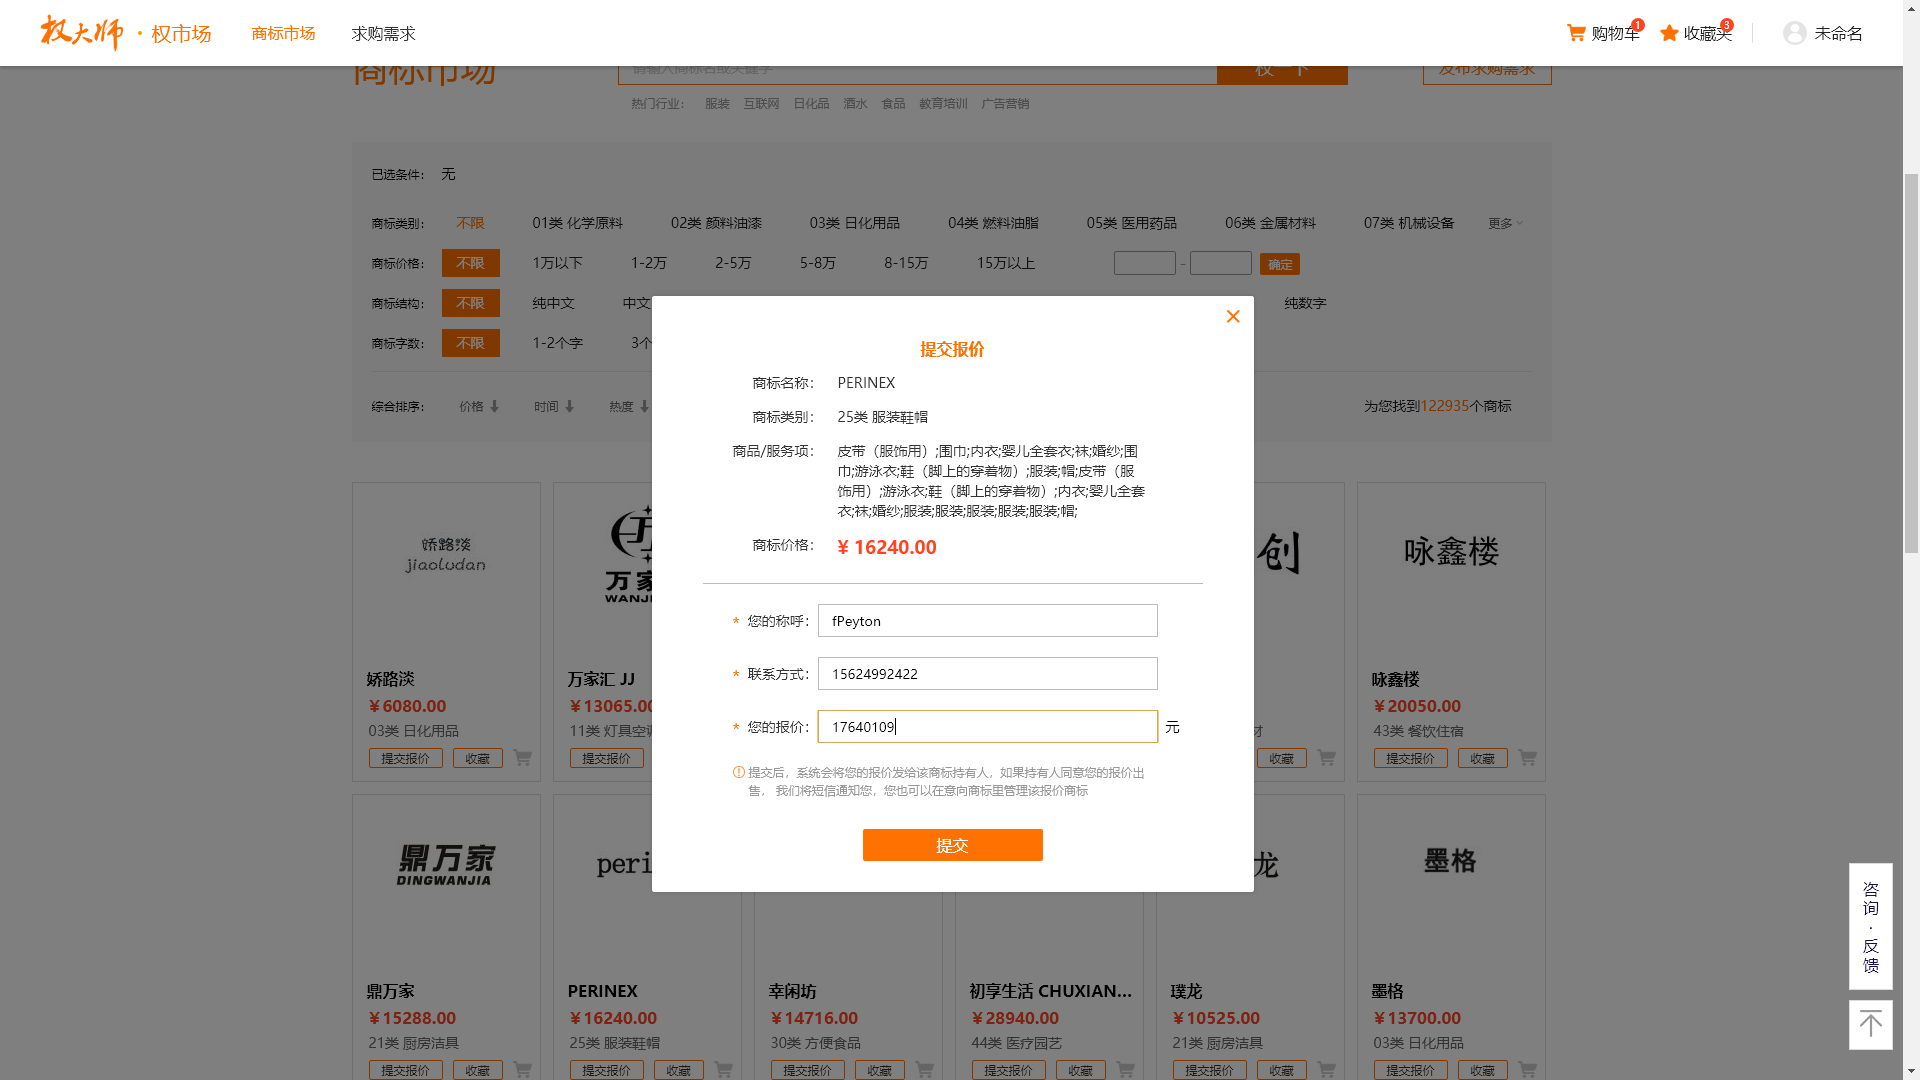 权大师 · 权市场
商标市场
求购需求
购物车 1
收藏夹 3
未命名
商标市场
请输入商标名或关键字
权一下
发布求购需求
热门行业： 服装 互联网 日化品 酒水 食品 教育培训 广告营销
已选条件： 无
商标类别： 不限 01类 化学原料 02类 颜料油漆 03类 日化用品 04类 燃料油脂 05类 医用药品 06类 金属材料 07类 机械设备 更多
商标价格： 不限 1万以下 1-2万 2-5万 5-8万 8-15万 15万以上 - 确定
商标结构： 不限 纯中文 中文 纯数字
商标字数： 不限 1-2个字 3个
综合排序： 价格 时间 热度 为您找到122935个商标
提交报价
商标名称： PERINEX
商标类别： 25类 服装鞋帽
商品/服务项： 皮带（服饰用）;围巾;内衣;婴儿全套衣;袜;婚纱;围
巾;游泳衣;鞋（脚上的穿着物）;服装;帽;皮带（服
饰用）;游泳衣;鞋（脚上的穿着物）;内衣;婴儿全套
衣;袜;婚纱;服装;服装;服装;服装;服装;帽;
商标价格： ¥ 16240.00
* 您的称呼： fPeyton
* 联系方式： 15624992422
* 您的报价： 17640109 元
提交后，系统会将您的报价发给该商标持有人，如果持有人同意您的报价出
售， 我们将短信通知您，您也可以在意向商标里管理该报价商标
提交
娇路淡
jiaoludan
娇路淡
￥6080.00
03类 日化用品
提交报价 收藏
万家
WANJI
万家汇 JJ
￥13065.00
11类 灯具空调
提交报价
创
材
收藏
咏鑫楼
咏鑫楼
￥20050.00
43类 餐饮住宿
提交报价 收藏
鼎万家
DINGWANJIA
鼎万家
￥15288.00
21类 厨房洁具
提交报价 收藏
peri
PERINEX
￥16240.00
25类 服装鞋帽
提交报价 收藏
幸闲坊
￥14716.00
30类 方便食品
提交报价 收藏
初享生活 CHUXIAN...
￥28940.00
44类 医疗园艺
提交报价 收藏
龙
璞龙
￥10525.00
21类 厨房洁具
提交报价 收藏
墨格
墨格
￥13700.00
03类 日化用品
提交报价 收藏
咨
询
·
反
馈